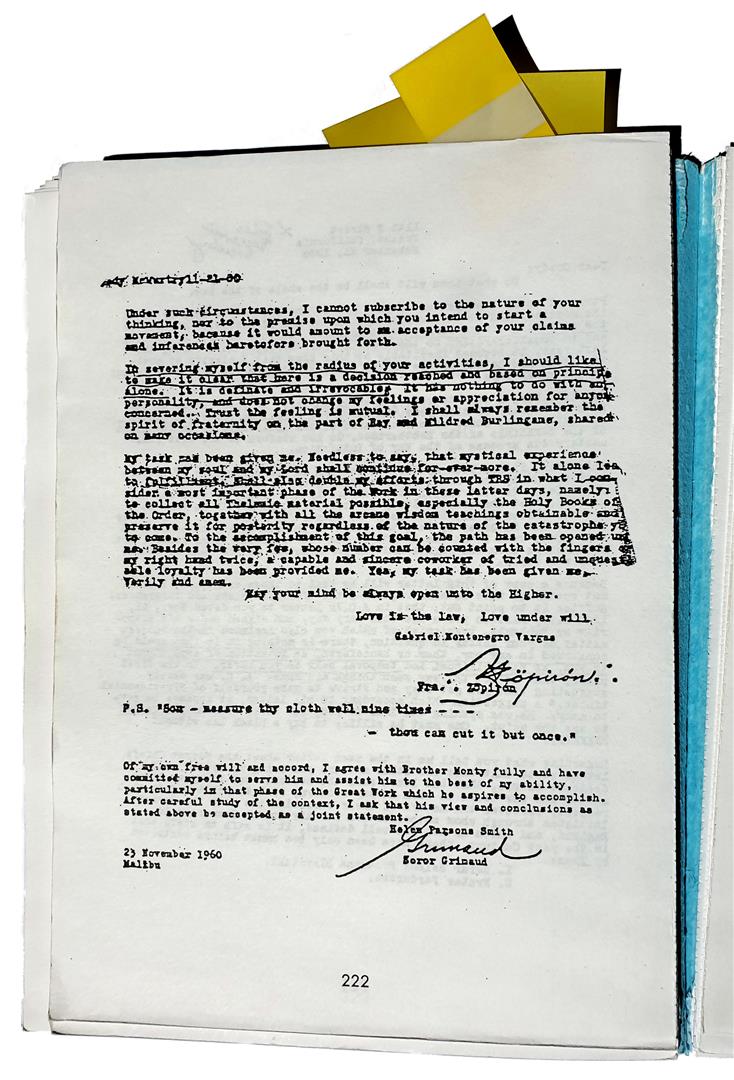 McMurtry11-21-60
Under such circumstances, I cannot subscribe to the nature of your
thinking, nor to the premise upon which you intend to start a
movement, because it would amount to an acceptance of your claims
and inferences heretofore brought forth.
In severing myself from the radius of your activities, I should like
to make it clear that here is a decision reached and based on principle
alone. It is definate and irrevocable. It has nothing to do with any
personality, and does not change my feelings or appreciation for anyone
concerned. Trust the feeling is mutual. I shall always remember the
spirit of fraternity on the part of Ray and Mildred Burlingame, shared
on many occasions.
My task has been given me. Needless to say, that mystical experience
between my soul and my Lord shall continue for-ever-more. It alone
to fulfillment. Shall also double my efforts through TRS in what I con-
sider a most important phase of the Work in these latter days, namely:
to collect all Thelemic material possible, especially the Holy Books of
the Order, together with all the arcane wisdom teachings obtainable and
preserve it for posterity regardless of the nature of the catastrophe
to come. To the accomplishment of this goal, the path has been opened
me. Besides the very few, whose number can be counted with the fingers
my right hand twice, a capable and sincere coworker of tried and
able loyalty has been provided me. Yea, my task has been given me,
Verily and amen.
May your mind be always open unto the Higher.
Love is the law, Love under will.
Gabriel Montenegro Vargas
Zöpirón.·.
Fra.·. Zopirón
P.S. "Son - measure thy cloth well nine times - - -
- thou can cut it but once."
Of my own free will and accord, I agree with Brother Monty fully and have
committed myself to serve him and assist him to the best of my ability,
particularly in that phase of the Great Work which he aspires to accomplish.
After careful study of the context, I ask that his view and conclusions as
stated above be accepted as a joint statement.
Helen Parsons Smith
Grimaud
23 November 1960 Soror Grimaud
Malibu
222